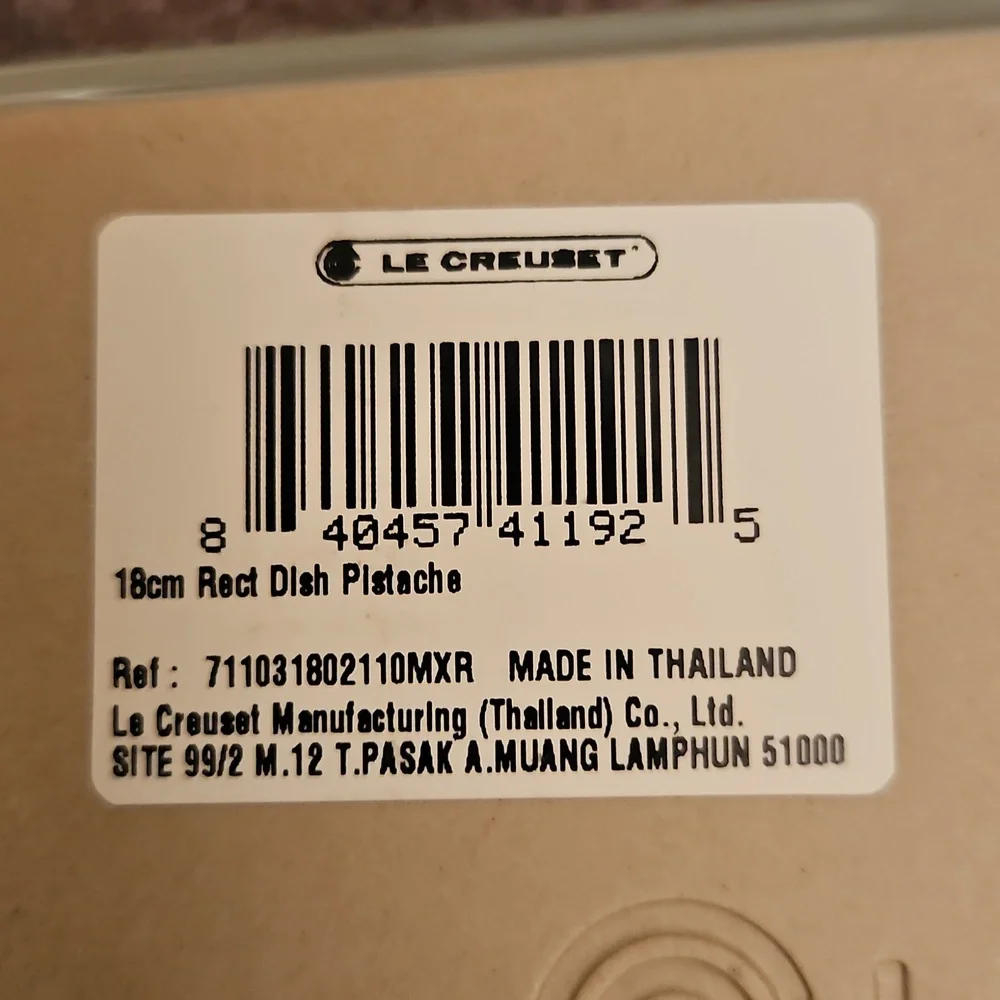 LE CREUSET
8 40457 41192 5
18cm Rect Dish Pistache
Ref : 711031802110MXR MADE IN THAILAND
Le Creuset Manufacturing (Thailand) Co., Ltd.
SITE 99/2 M.12 T.PASAK A.MUANG LAMPHUN 51000